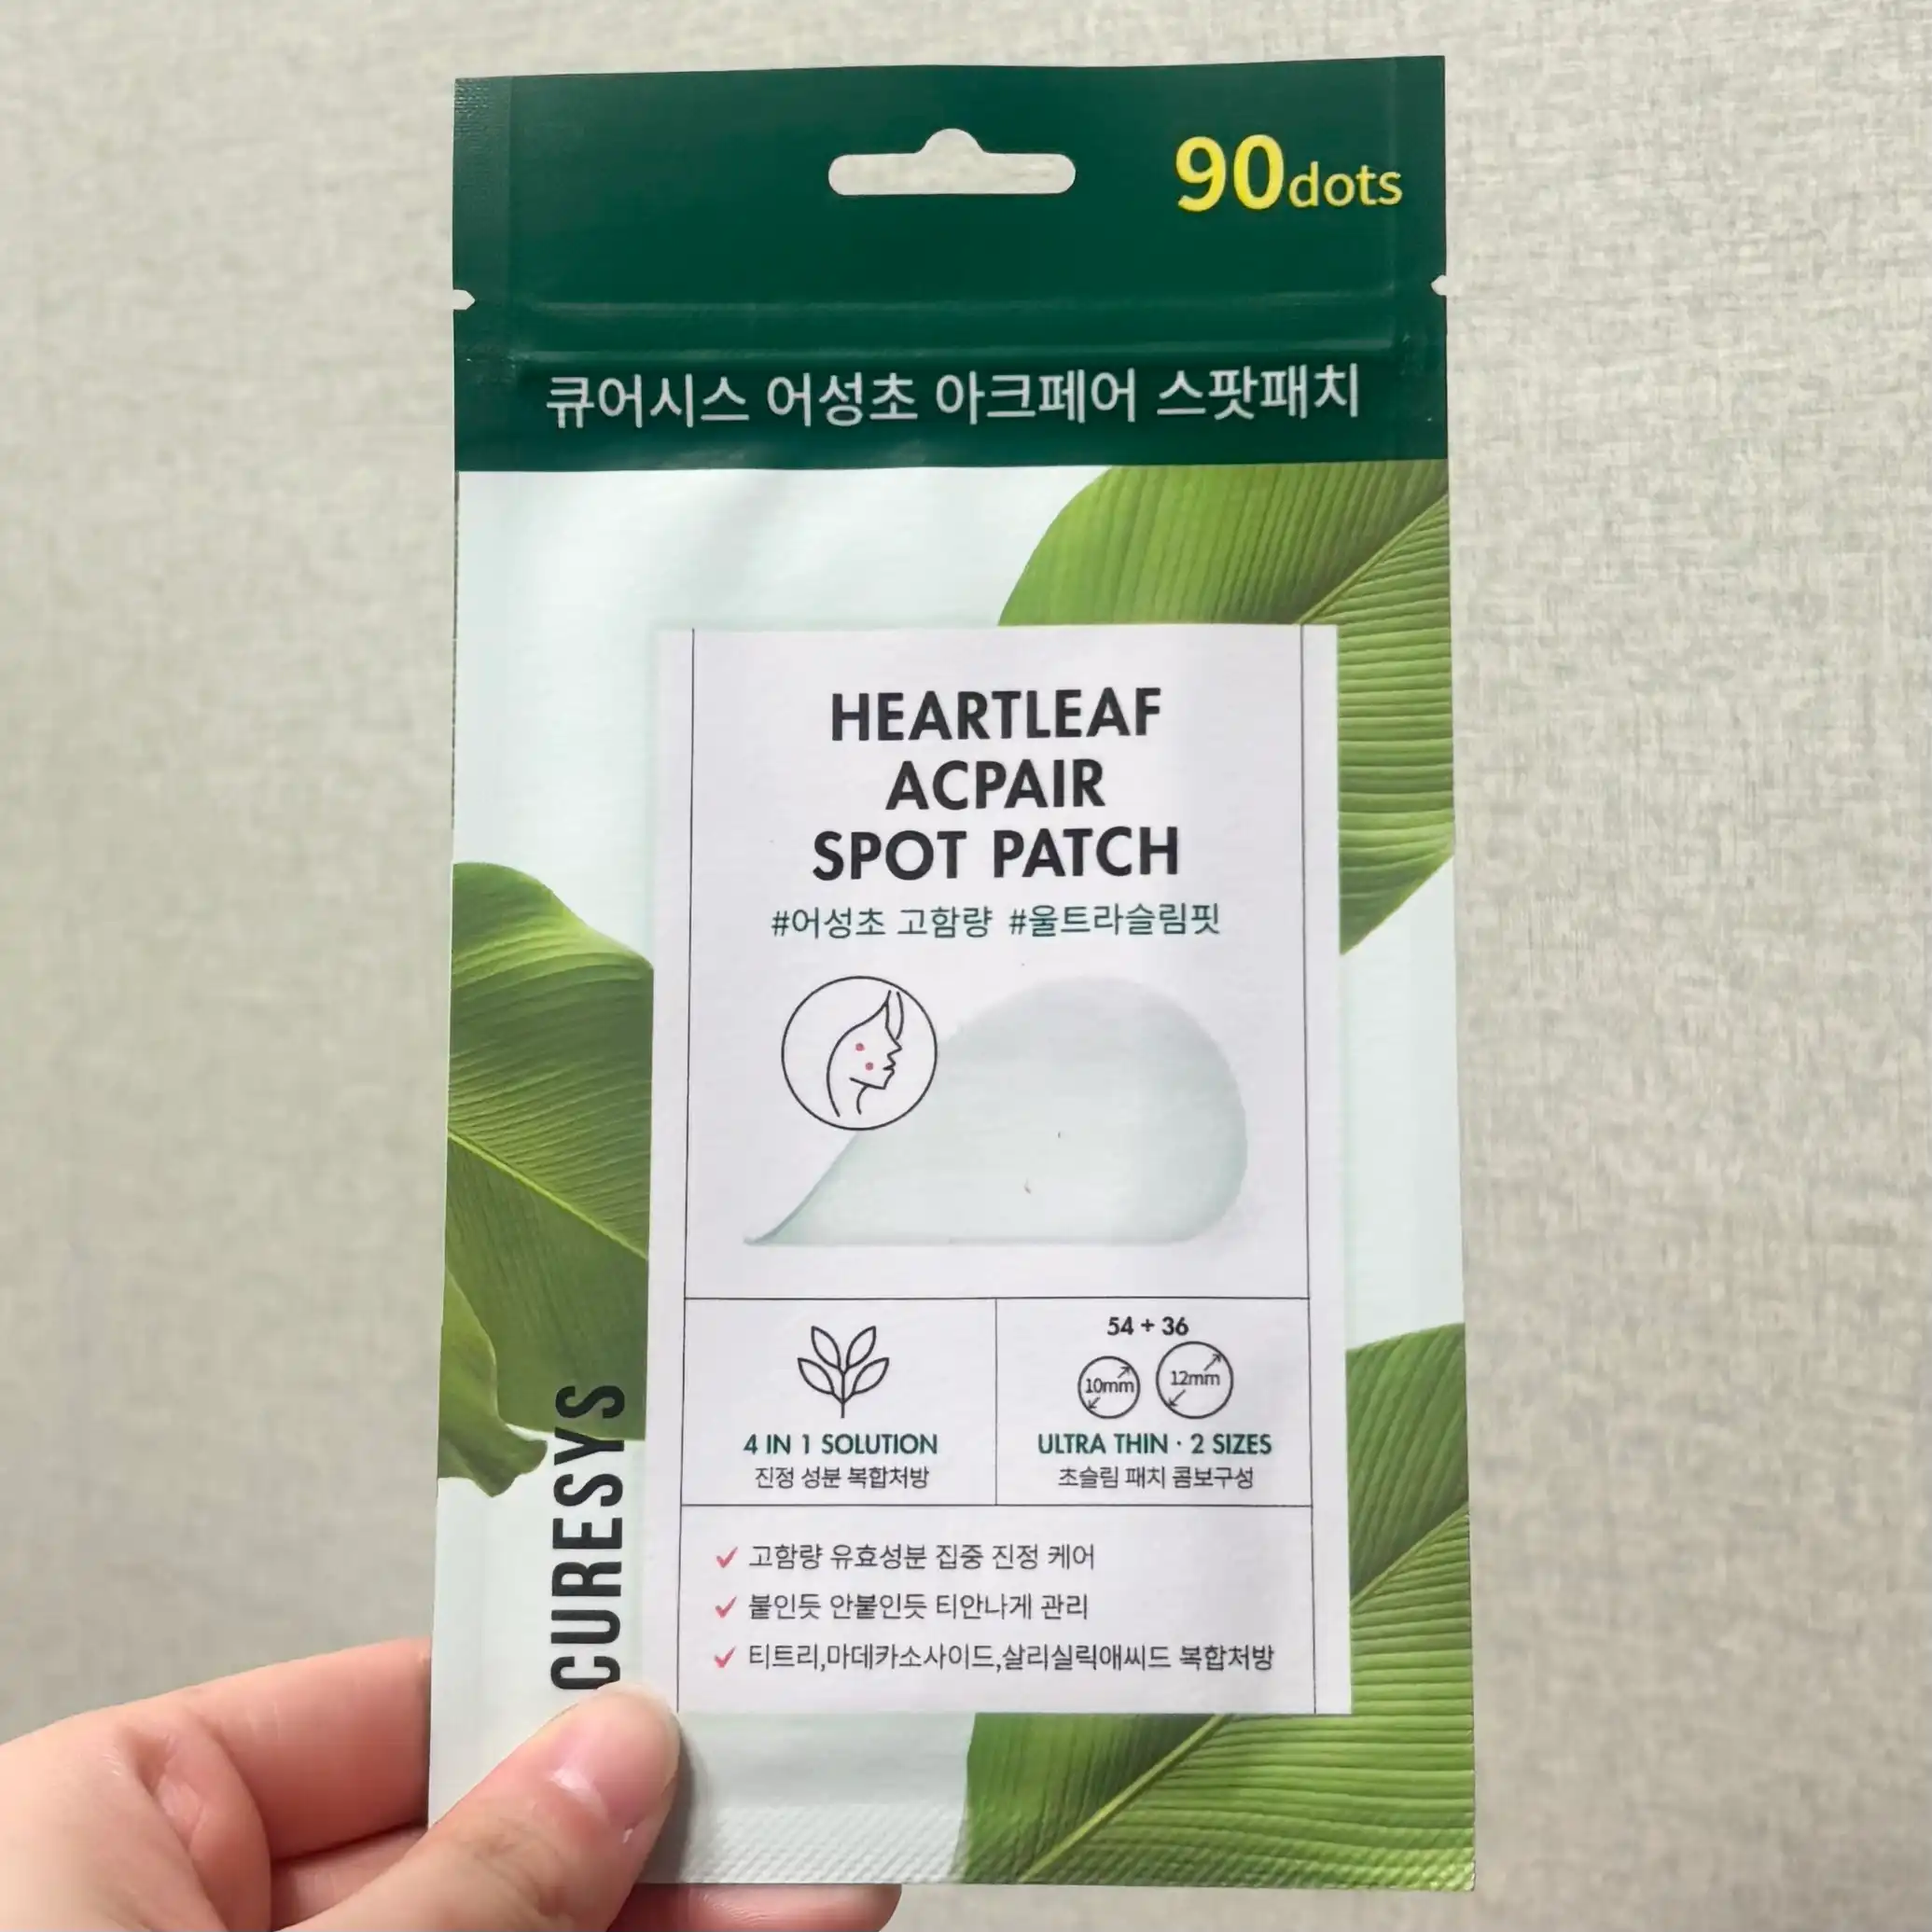 90dots
큐어시스 어성초 아크페어 스팟패치
HEARTLEAF
ACPAIR
SPOT PATCH
#어성초 고함량 #울트라슬림핏
54 + 36
10mm 12mm
4 IN 1 SOLUTION
진정 성분 복합처방
ULTRA THIN · 2 SIZES
초슬림 패치 콤보구성
고함량 유효성분 집중 진정 케어
붙인듯 안붙인듯 티안나게 관리
티트리,마데카소사이드,살리실릭애씨드 복합처방
CURESYS